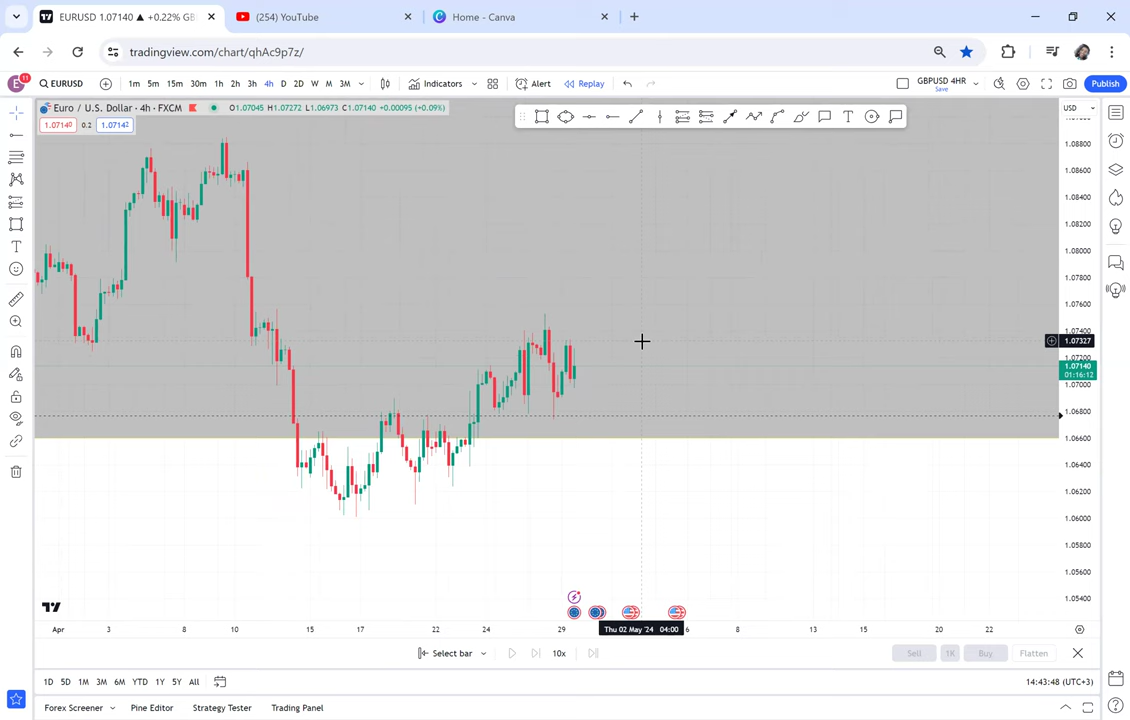 EURUSD 1.07140 ▲ +0.22% GB
(254) YouTube
Home - Canva
tradingview.com/chart/qhAc9p7z/
E 11 EURUSD 1m 5m 15m 30m 1h 2h 3h 4h D 2D W M 3M Indicators Alert Replay GBPUSD 4HR Save Publish
Euro / U.S. Dollar · 4h · FXCM O1.07045 H1.07272 L1.06973 C1.07140 +0.00095 (+0.09%) USD
1.07140 0.2 1.07142
1.08800
1.08600
1.08400
1.08200
1.08000
1.07800
1.07600
1.07400
1.07327
1.07200
1.07140
01:16:12
1.07000
1.06800
1.06600
1.06400
1.06200
1.06000
1.05800
1.05600
1.05400
Apr 3 8 10 15 17 22 24 29 Thu 02 May '24 04:00 6 8 13 15 20 22
Select bar 10x Sell 1K Buy Flatten
1D 5D 1M 3M 6M YTD 1Y 5Y All 14:43:48 (UTC+3)
Forex Screener Pine Editor Strategy Tester Trading Panel